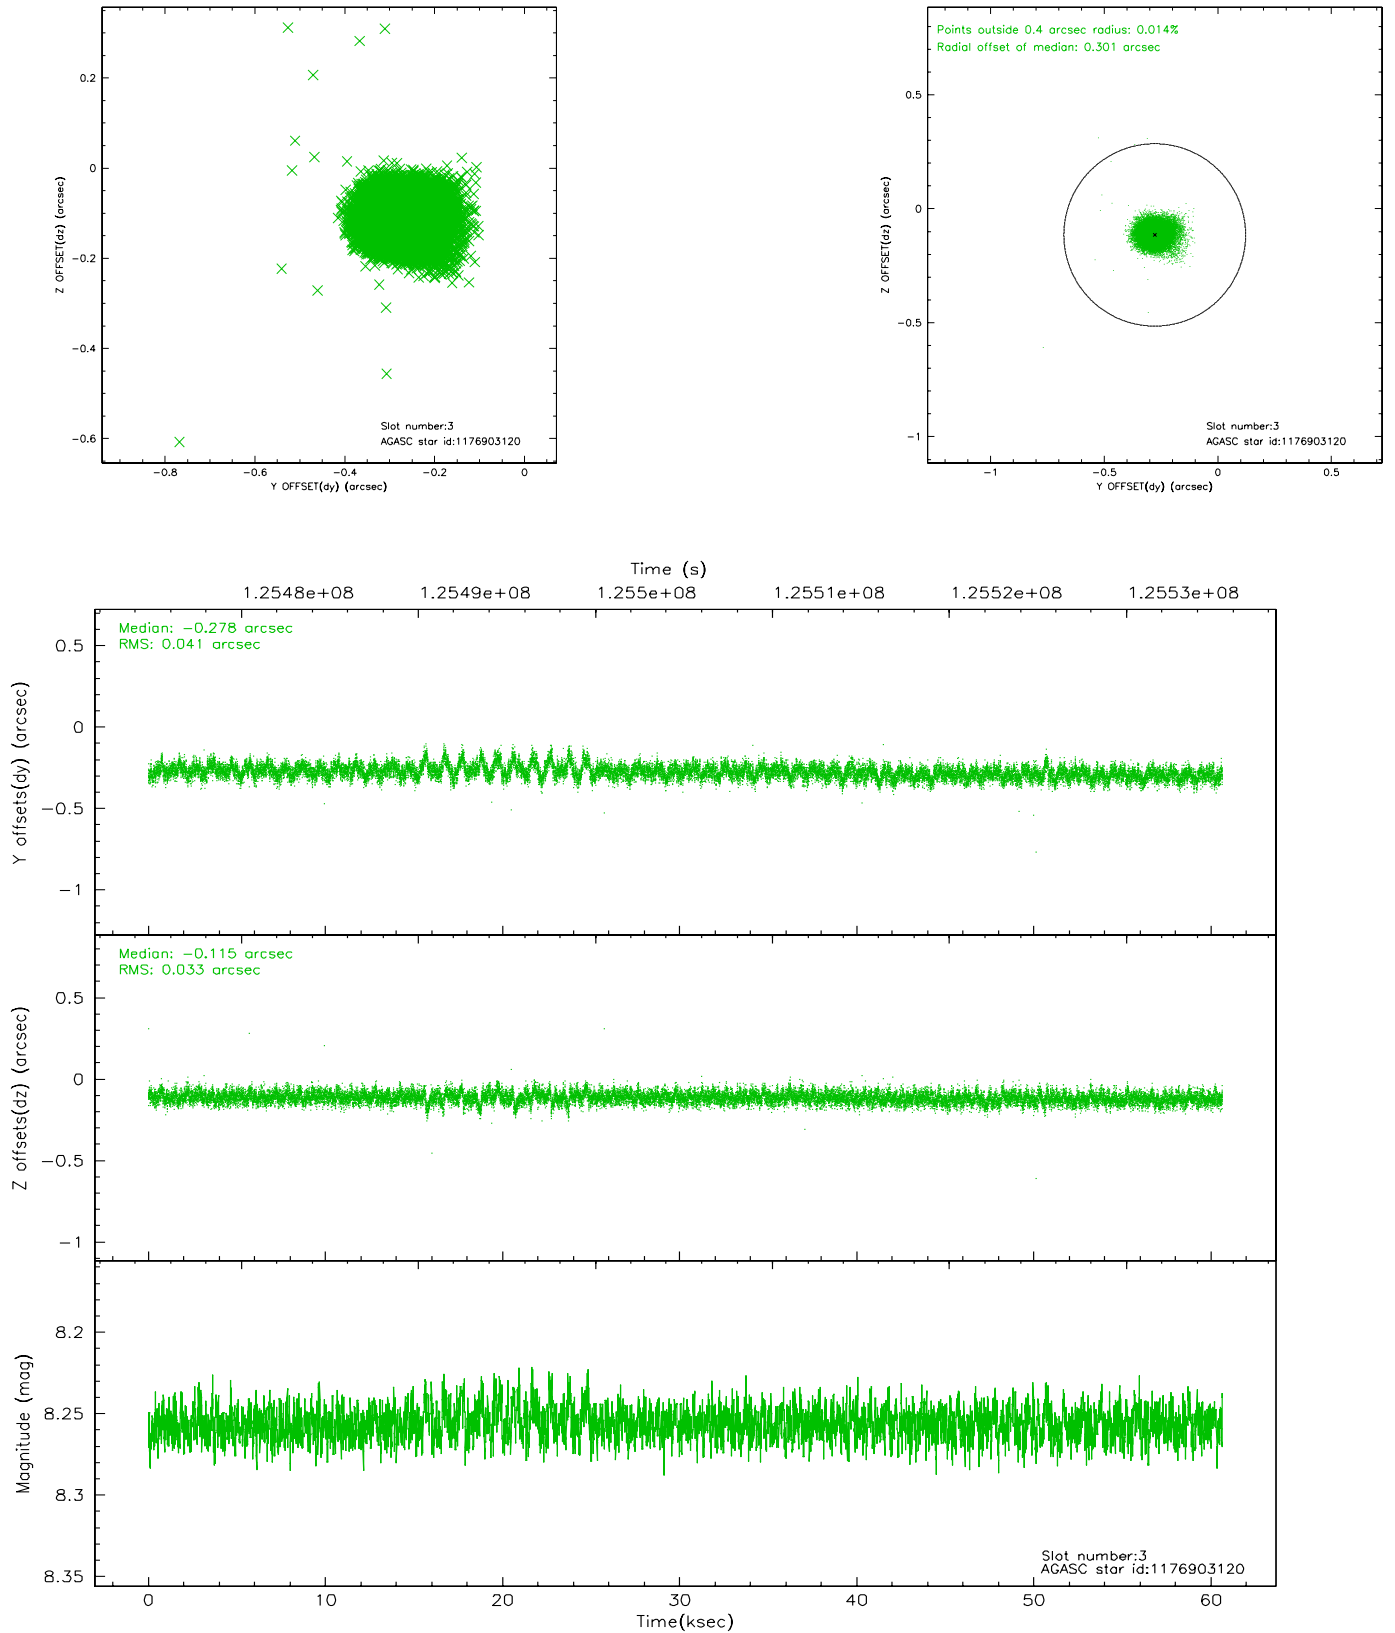 0.2
0
−0.2
−0.4
−0.6
Z OFFSET(dz) (arcsec)
Slot number:3
AGASC star id:1176903120
−0.8 −0.6 −0.4 −0.2 0
Y OFFSET(dy) (arcsec)
Points outside 0.4 arcsec radius: 0.014%
Radial offset of median: 0.301 arcsec
0.5
0
−0.5
−1
Z OFFSET(dz) (arcsec)
Slot number:3
AGASC star id:1176903120
−1 −0.5 0 0.5
Y OFFSET(dy) (arcsec)
Time (s)
1.2548e+08 1.2549e+08 1.255e+08 1.2551e+08 1.2552e+08 1.2553e+08
Median: −0.278 arcsec
RMS: 0.041 arcsec
0.5
0
−0.5
−1
Y offsets(dy) (arcsec)
Median: −0.115 arcsec
RMS: 0.033 arcsec
0.5
0
−0.5
−1
Z offsets(dz) (arcsec)
8.2
8.25
8.3
8.35
Magnitude (mag)
Slot number:3
AGASC star id:1176903120
0 10 20 30 40 50 60
Time(ksec)